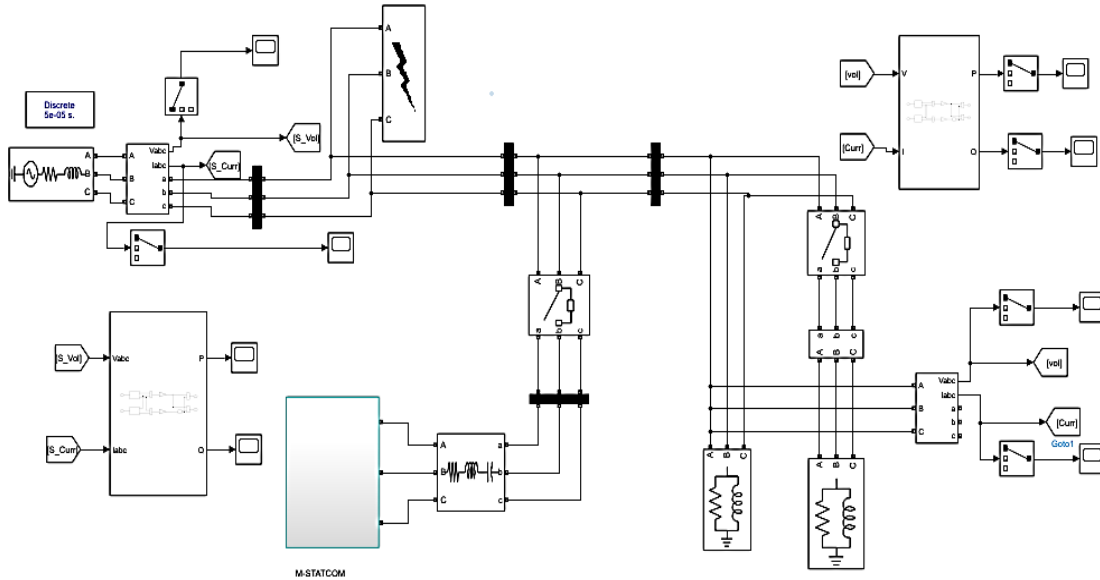 Discrete
5e-05 s.
A
B
C
A
B
C
Vabc
Iabc
a
b
c
[S_Vol]
[S_Curr]
A
B
C
[vol]
[Curr]
V
I
P
Q
A
B
C
a
b
c
A
B
C
a
b
c
a
b
c
A
B
C
[S_Vol]
[S_Curr]
Vabc
Iabc
P
Q
A
B
C
a
b
c
M-STATCOM
A
B
C
A
B
C
A
B
C
Vabc
Iabc
a
b
c
[vol]
[Curr]
Goto1